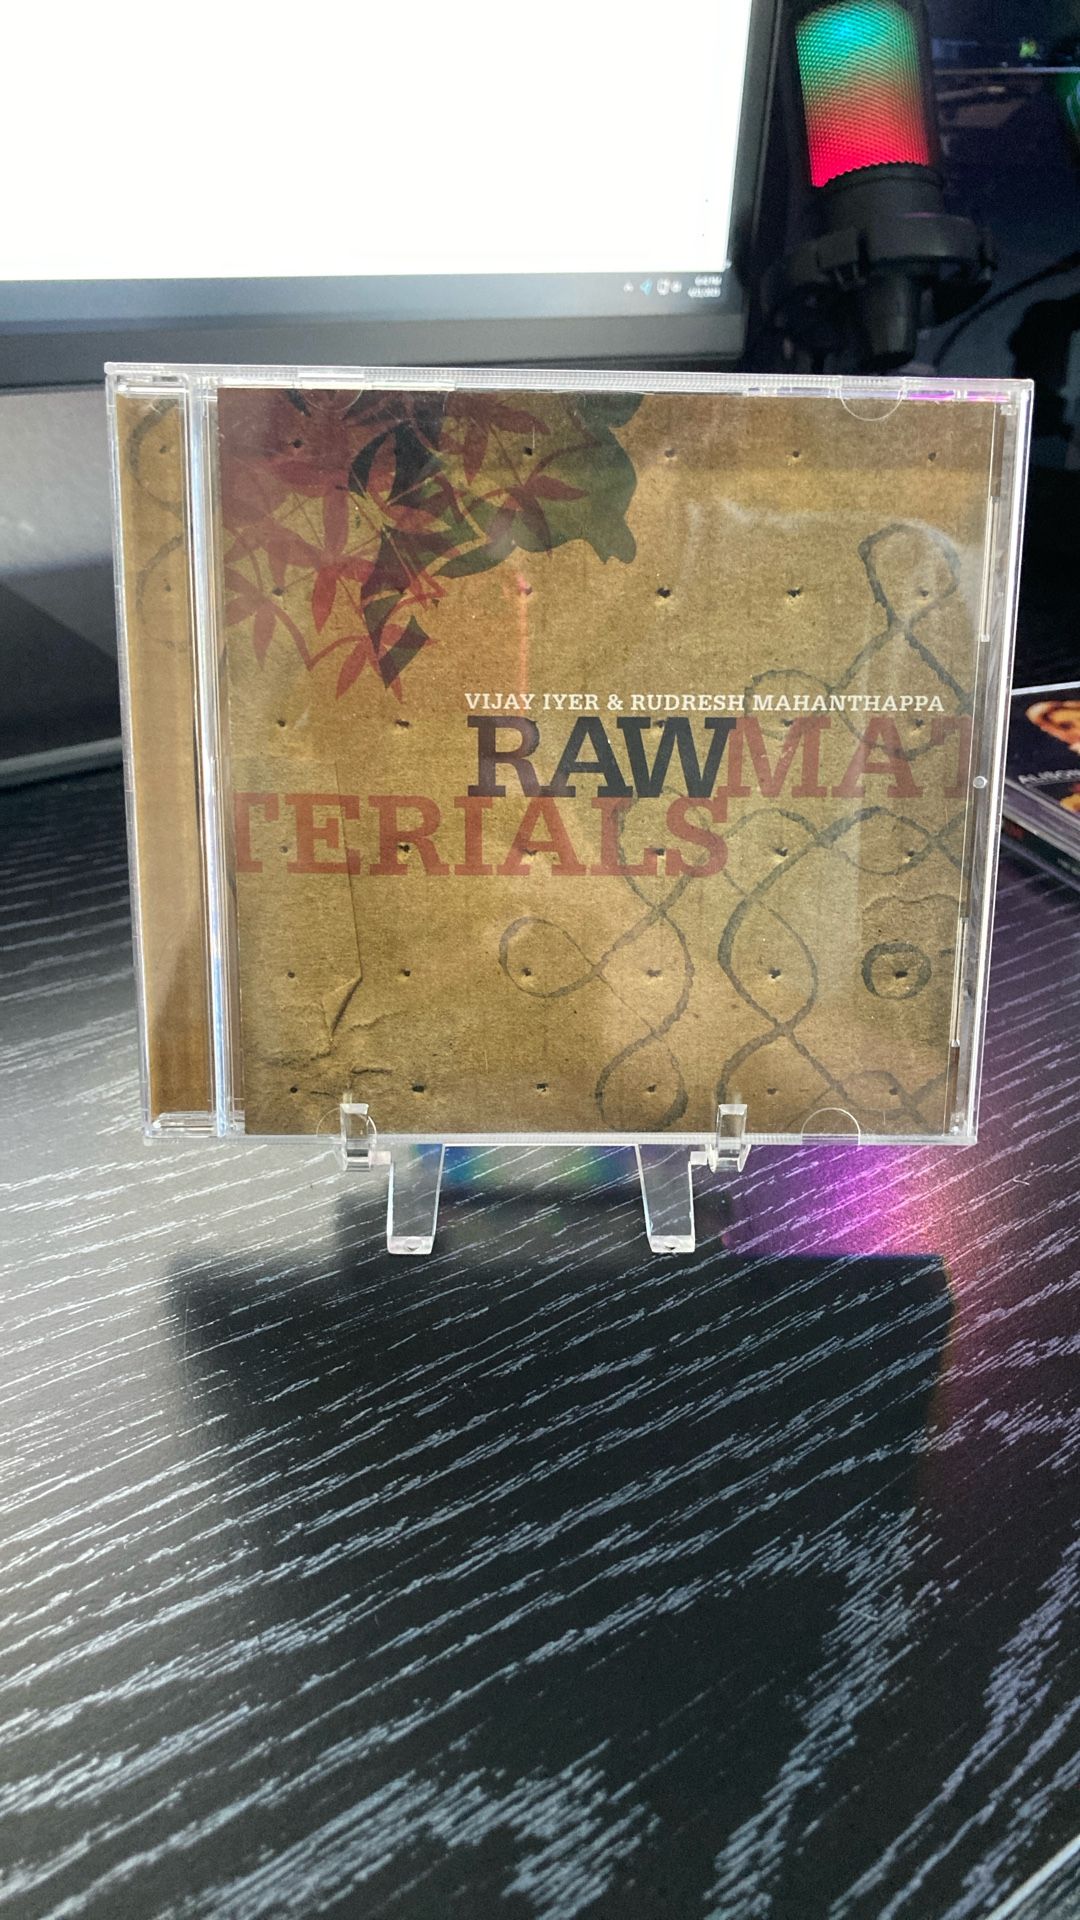 VIJAY IYER & RUDRESH MAHANTHAPPA
RAWMAT
TERIALS